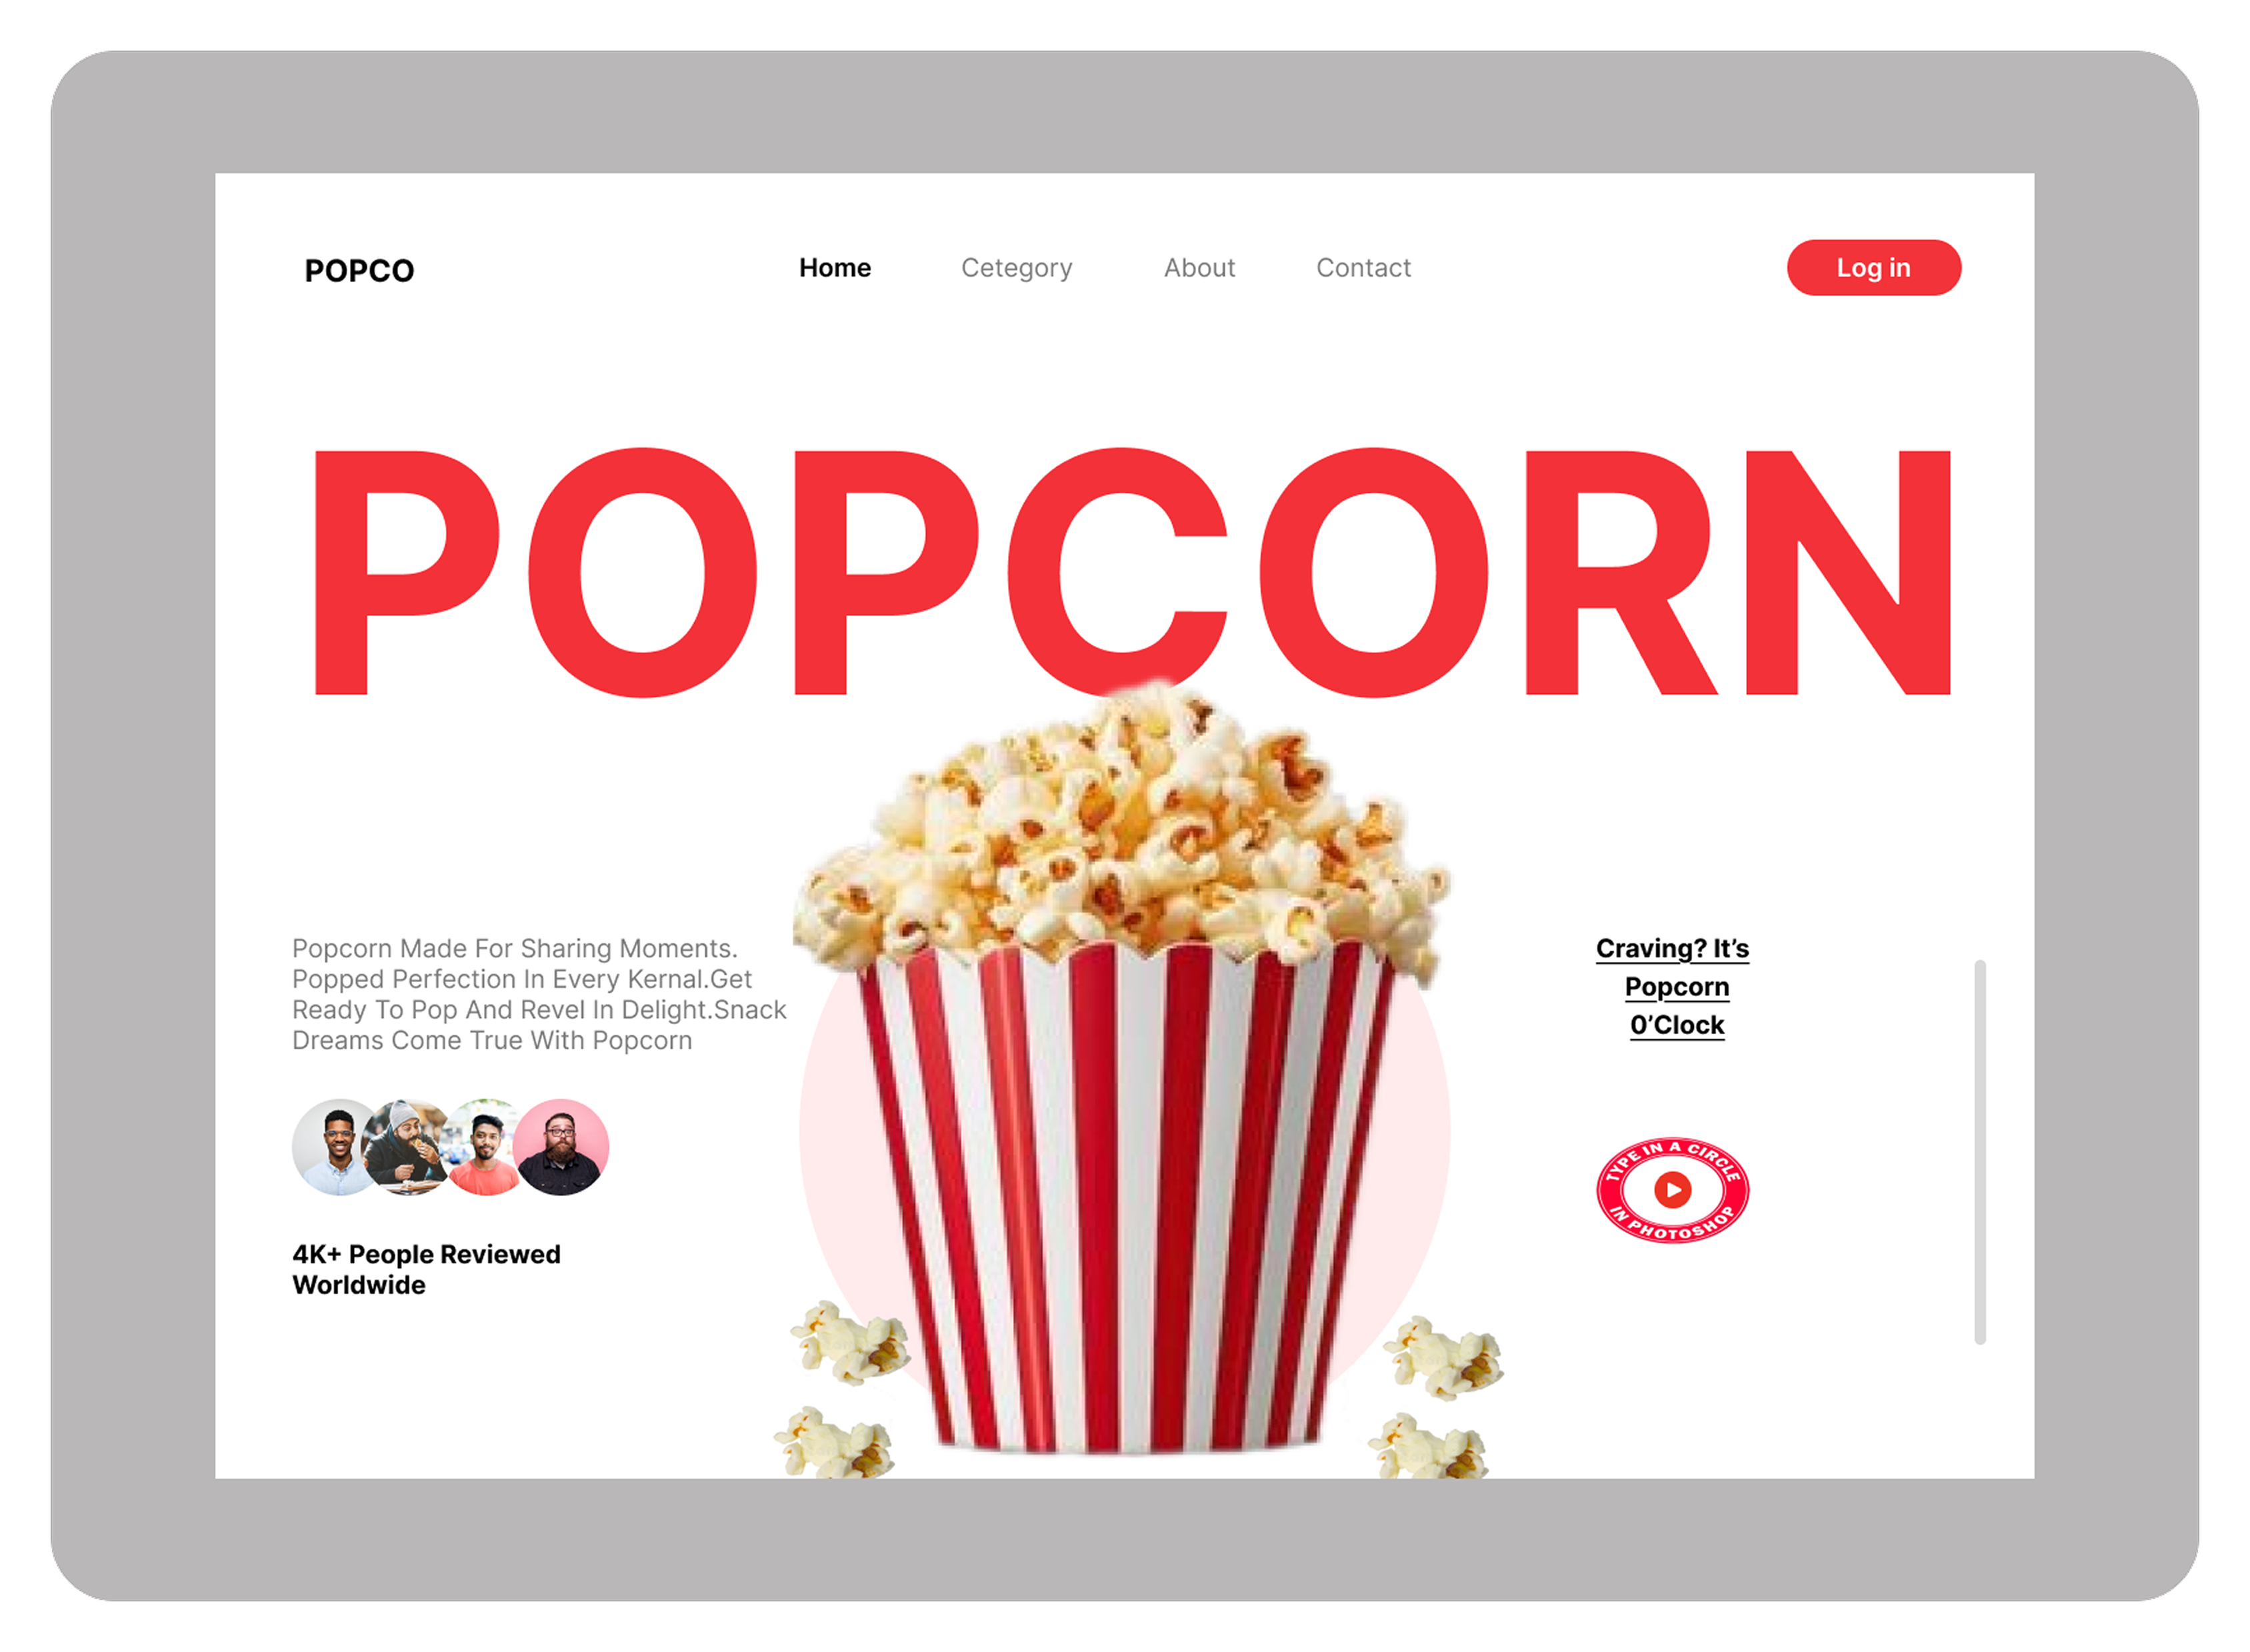 POPCO
Home Cetegory About Contact
Log in
POPCORN
Popcorn Made For Sharing Moments.
Popped Perfection In Every Kernal.Get
Ready To Pop And Revel In Delight.Snack
Dreams Come True With Popcorn
4K+ People Reviewed
Worldwide
Craving? It’s
Popcorn
0’Clock
TYPE IN A CIRCLE
IN PHOTOSHOP